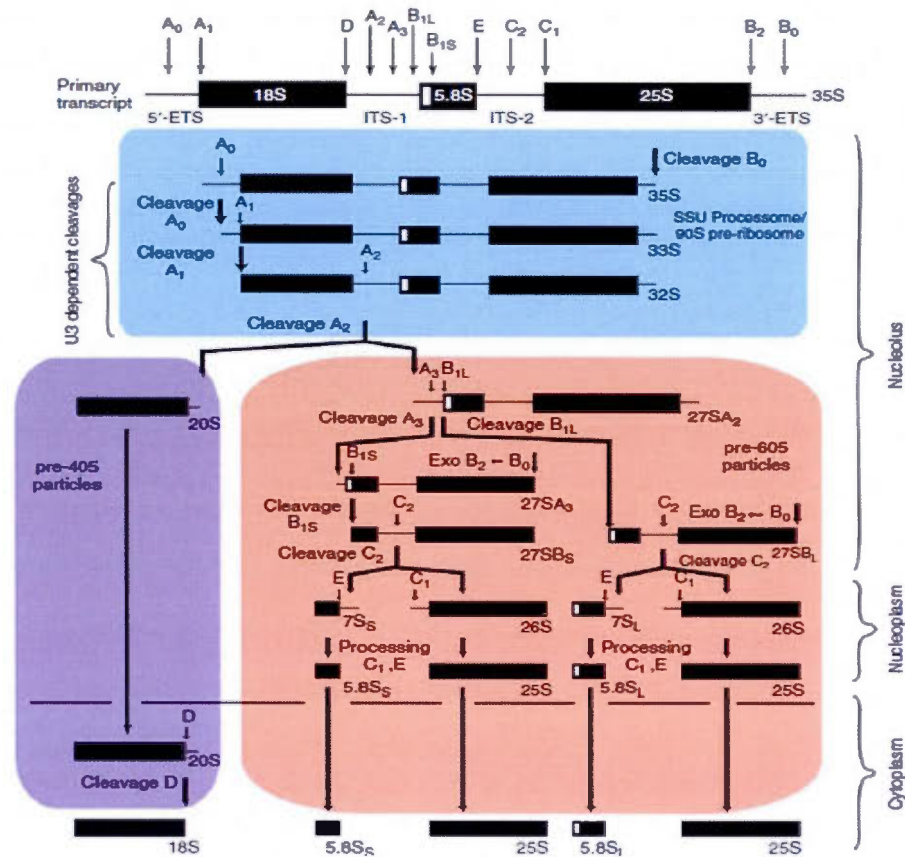 A0 A1 D A2 A3 B1L B1S E C2 C1 B2 B0
Primary transcript 18S 5.8S 25S 35S
5′-ETS ITS-1 ITS-2 3′-ETS
A0 Cleavage B0
35S
Cleavage A0 A1 SSU Processome/ 90S pre-ribosome
33S
Cleavage A1 A2
32S
U3 dependent cleavages
Cleavage A2
Nucleolus
A3 B1L
20S 27SA2
Cleavage A3 Cleavage B1L
pre-405 particles
pre-605 particles
B1S Exo B2 ← B0
27SA3
Cleavage B1S C2 C2 Exo B2 ← B0
27SBS 27SBL
Cleavage C2 Cleavage C2
E C1 E C1
7SS 26S 7SL 26S
Nucleoplasm
Processing C1 ,E Processing C1 ,E
5.8SS 25S 5.8SL 25S
D
20S
Cleavage D
Cytoplasm
18S 5.8SS 25S 5.8SL 25S